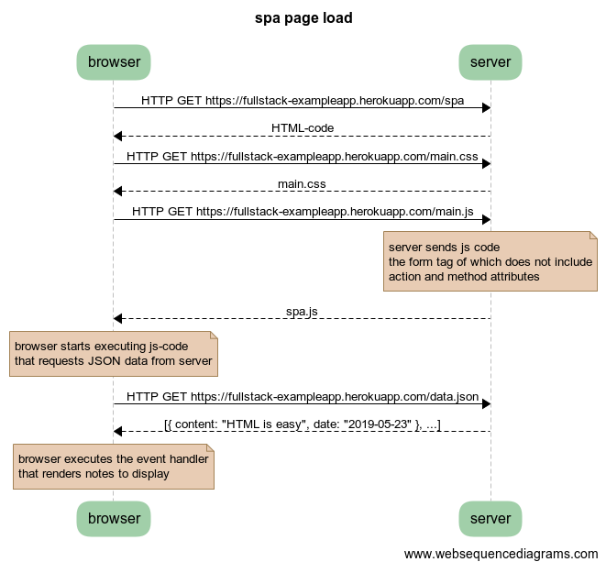 spa page load
browser
server
HTTP GET https://fullstack-exampleapp.herokuapp.com/spa
HTML-code
HTTP GET https://fullstack-exampleapp.herokuapp.com/main.css
main.css
HTTP GET https://fullstack-exampleapp.herokuapp.com/main.js
server sends js code
the form tag of which does not include
action and method attributes
spa.js
browser starts executing js-code
that requests JSON data from server
HTTP GET https://fullstack-exampleapp.herokuapp.com/data.json
[{ content: "HTML is easy", date: "2019-05-23" }, ...]
browser executes the event handler
that renders notes to display
browser
server
www.websequencediagrams.com